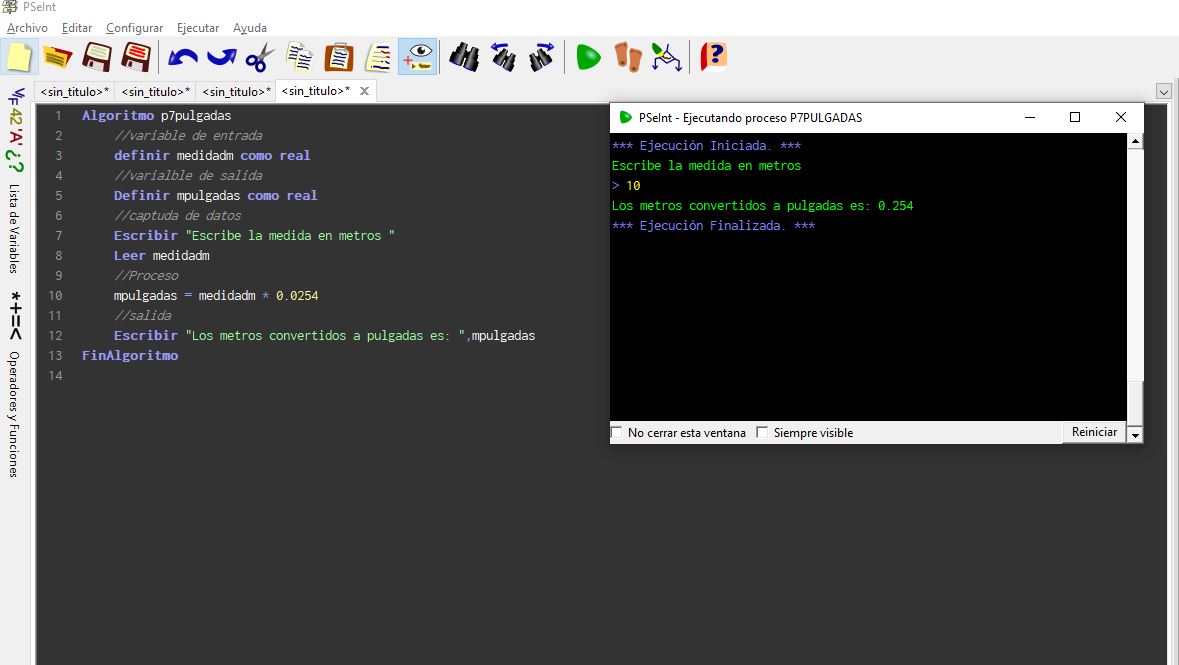 PSeInt
Archivo Editar Configurar Ejecutar Ayuda
<sin_titulo>* <sin_titulo>* <sin_titulo>* <sin_titulo>* X
1 Algoritmo p7pulgadas
2 //variable de entrada
3 definir medidadm como real
4 //varialble de salida
5 Definir mpulgadas como real
6 //captuda de datos
7 Escribir "Escribe la medida en metros "
8 Leer medidadm
9 //Proceso
10 mpulgadas = medidadm * 0.0254
11 //salida
12 Escribir "Los metros convertidos a pulgadas es: ",mpulgadas
13 FinAlgoritmo
14
42 'A' ¿?
Lista de Variables
*+=<
Operadores y Funciones
PSeInt - Ejecutando proceso P7PULGADAS
*** Ejecución Iniciada. ***
Escribe la medida en metros
> 10
Los metros convertidos a pulgadas es: 0.254
*** Ejecución Finalizada. ***
No cerrar esta ventana Siempre visible Reiniciar